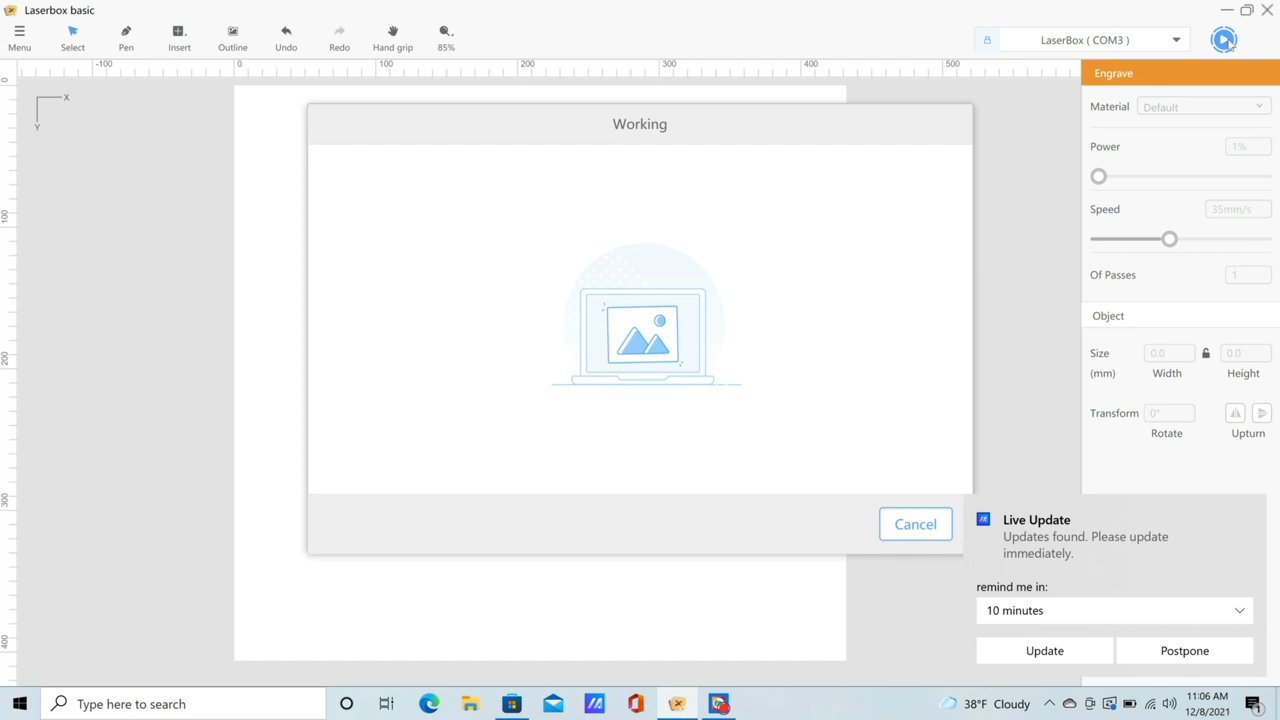 Laserbox basic
Menu
Select
Pen
Insert
Outline
Undo
Redo
Hand grip
85%
LaserBox ( COM3 )
-100
0
100
200
300
400
500
0
100
200
300
400
X
Y
Working
Cancel
Engrave
Material
Default
Power
1%
Speed
35mm/s
Of Passes
1
Object
Size
0.0
0.0
(mm)
Width
Height
Transform
0°
Rotate
Upturn
Live Update
Updates found. Please update
immediately.
remind me in:
10 minutes
Update
Postpone
Type here to search
38°F Cloudy
11:06 AM
12/8/2021
1